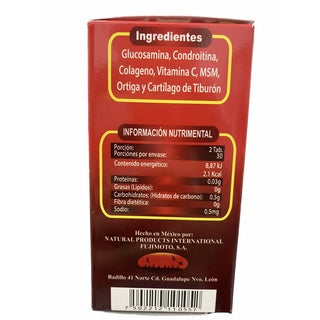 Ingredientes
Glucosamina, Condroitina,
Colageno, Vitamina C, MSM,
Ortiga y Cartílago de Tiburón
INFORMACIÓN NUTRIMENTAL
Porción: 2 Tab.
Porciones por envase: 30
Contenido energético: 8,87 kJ
2.1 Kcal
Proteínas: 0.03g
Grasas (Lípidos): 0g
Carbohidratos (Hidratos de carbono): 0.5g
Fibra dietética: 0g
Sodio: 0.5mg
Hecho en México por:
NATURAL PRODUCTS INTERNATIONAL
FUJIMOTO, S.A.
Badillo 41 Norte Cd. Guadalupe Nvo. León